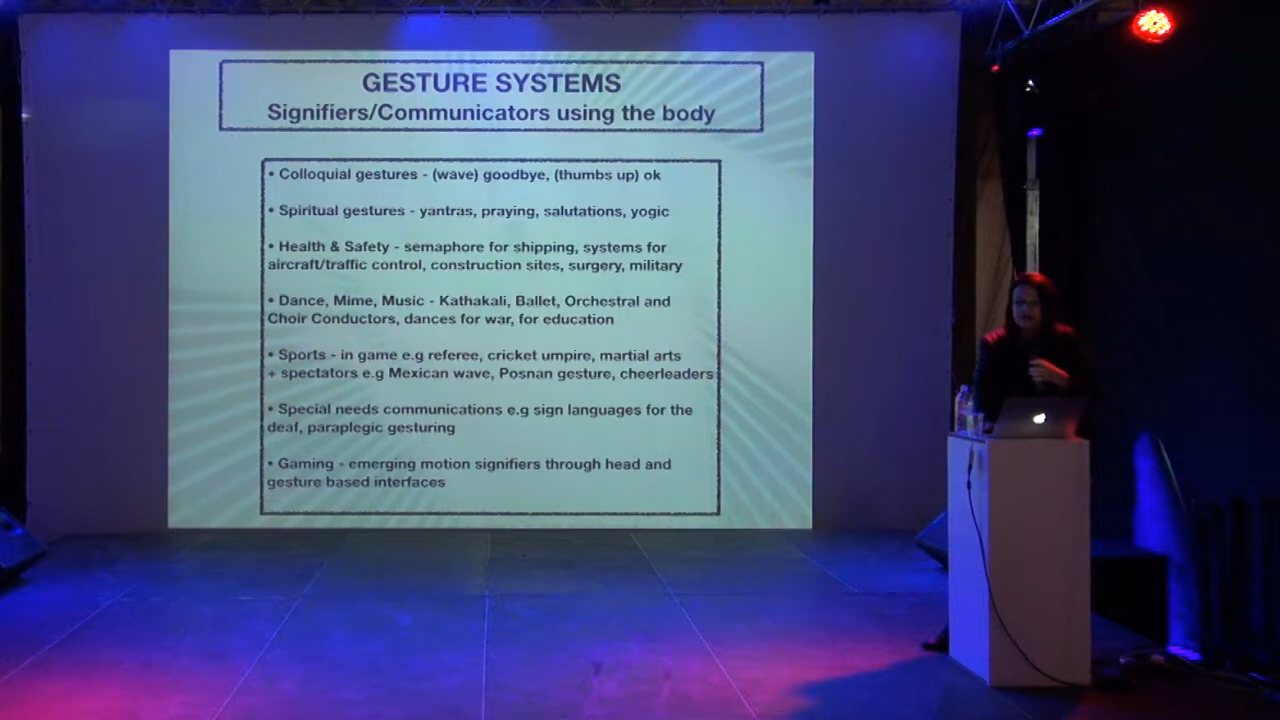 GESTURE SYSTEMS
Signifiers/Communicators using the body
• Colloquial gestures - (wave) goodbye, (thumbs up) ok
• Spiritual gestures - yantras, praying, salutations, yogic
• Health & Safety - semaphore for shipping, systems for
aircraft/traffic control, construction sites, surgery, military
• Dance, Mime, Music - Kathakali, Ballet, Orchestral and
Choir Conductors, dances for war, for education
• Sports - in game e.g referee, cricket umpire, martial arts
+ spectators e.g Mexican wave, Posnan gesture, cheerleaders
• Special needs communications e.g sign languages for the
deaf, paraplegic gesturing
• Gaming - emerging motion signifiers through head and
gesture based interfaces